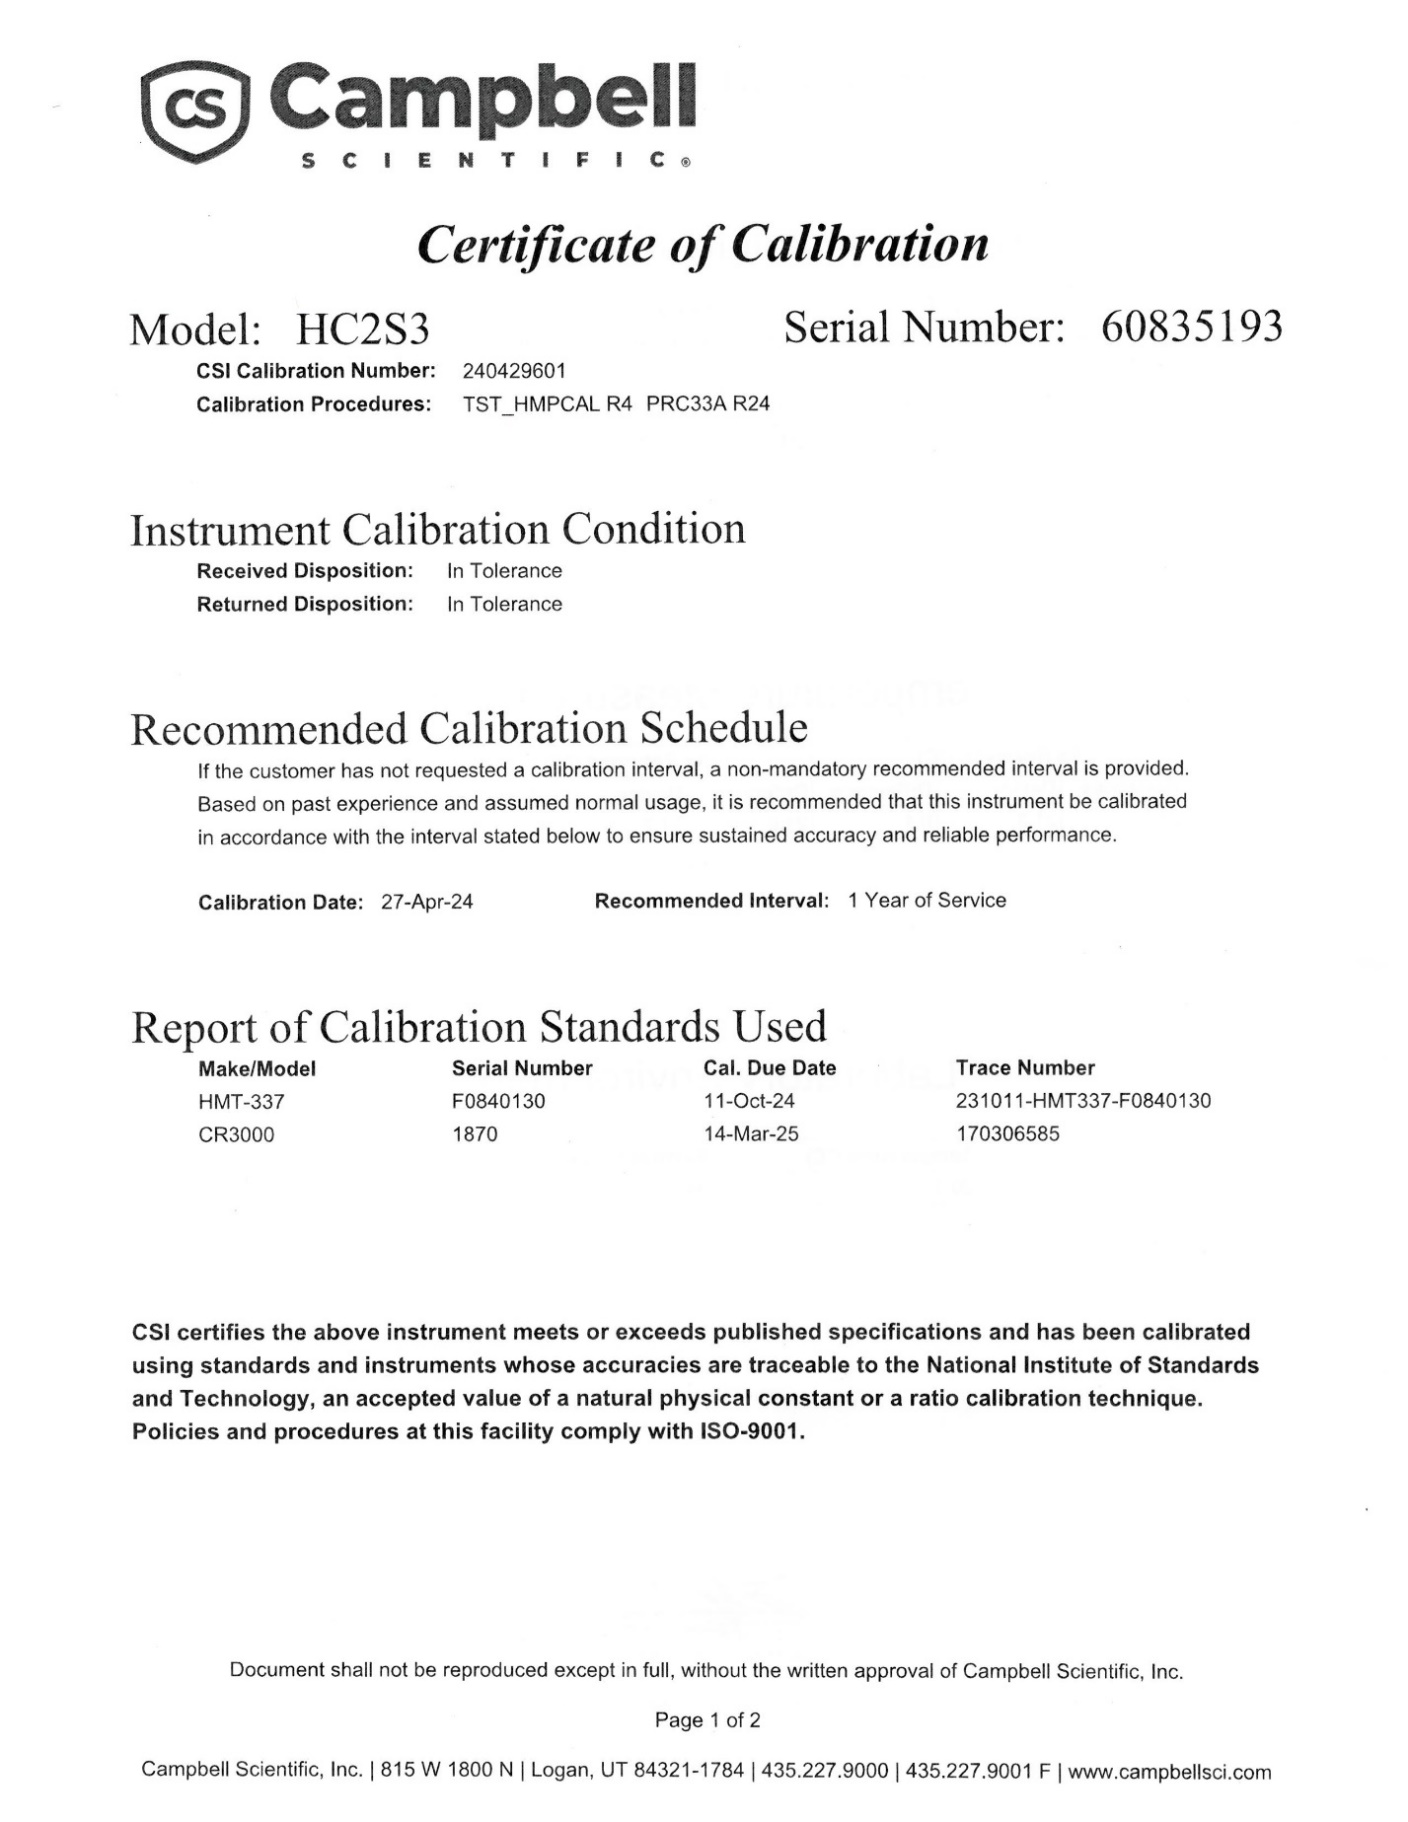 CS Campbell
SCIENTIFIC®
Certificate of Calibration
Model: HC2S3 Serial Number: 60835193
CSI Calibration Number: 240429601
Calibration Procedures: TST_HMPCAL R4 PRC33A R24
Instrument Calibration Condition
Received Disposition: In Tolerance
Returned Disposition: In Tolerance
Recommended Calibration Schedule
If the customer has not requested a calibration interval, a non-mandatory recommended interval is provided.
Based on past experience and assumed normal usage, it is recommended that this instrument be calibrated
in accordance with the interval stated below to ensure sustained accuracy and reliable performance.
Calibration Date: 27-Apr-24 Recommended Interval: 1 Year of Service
Report of Calibration Standards Used
Make/Model Serial Number Cal. Due Date Trace Number
HMT-337 F0840130 11-Oct-24 231011-HMT337-F0840130
CR3000 1870 14-Mar-25 170306585
CSI certifies the above instrument meets or exceeds published specifications and has been calibrated
using standards and instruments whose accuracies are traceable to the National Institute of Standards
and Technology, an accepted value of a natural physical constant or a ratio calibration technique.
Policies and procedures at this facility comply with ISO-9001.
Document shall not be reproduced except in full, without the written approval of Campbell Scientific, Inc.
Page 1 of 2
Campbell Scientific, Inc. | 815 W 1800 N | Logan, UT 84321-1784 | 435.227.9000 | 435.227.9001 F | www.campbellsci.com